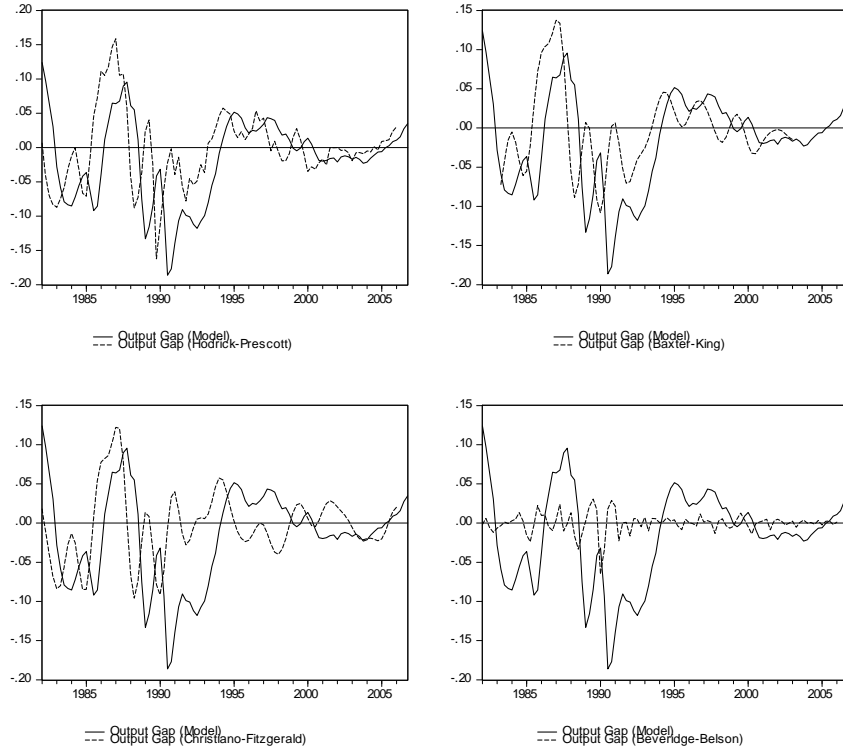 .20
.15
.10
.05
.00
-.05
-.10
-.15
-.20
1985 1990 1995 2000 2005
Output Gap (Model)
Output Gap (Hodrick-Prescott)
.15
.10
.05
.00
-.05
-.10
-.15
-.20
1985 1990 1995 2000 2005
Output Gap (Model)
Output Gap (Baxter-King)
.15
.10
.05
.00
-.05
-.10
-.15
-.20
1985 1990 1995 2000 2005
Output Gap (Model)
Output Gap (Christiano-Fitzgerald)
.15
.10
.05
.00
-.05
-.10
-.15
-.20
1985 1990 1995 2000 2005
Output Gap (Model)
Output Gap (Beveridge-Belson)